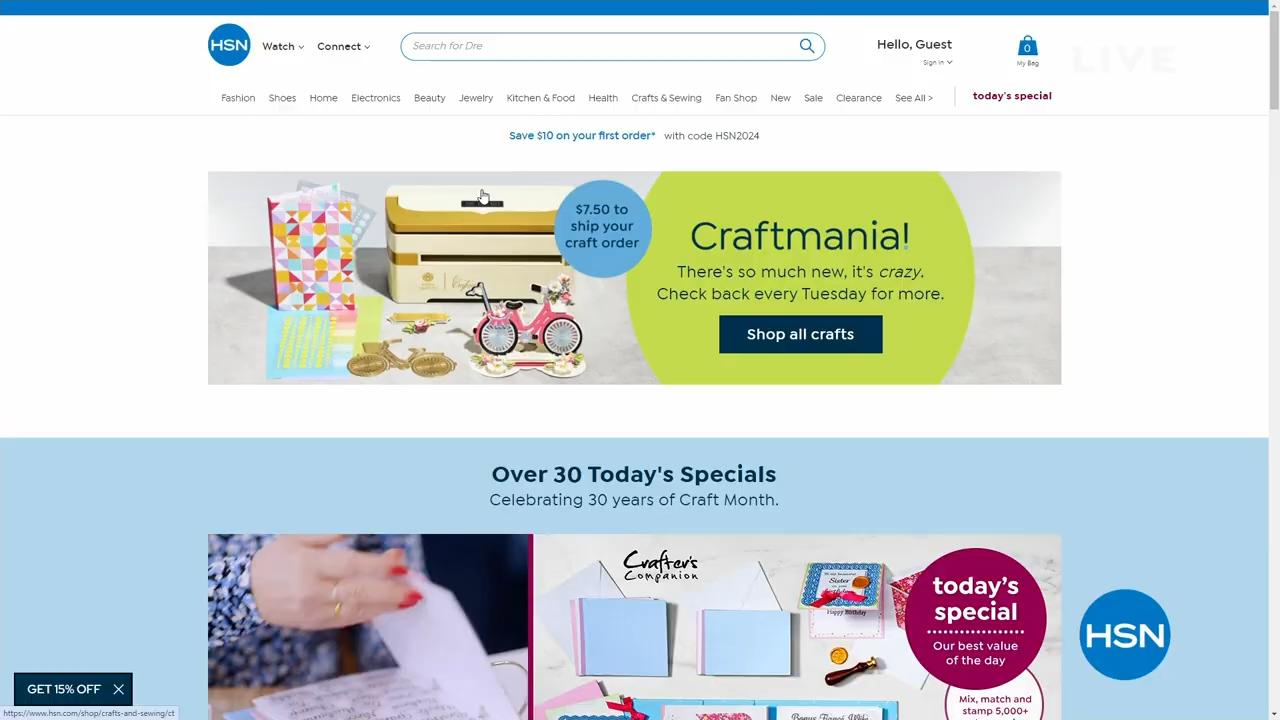 HSN
Watch
Connect
Search for Dre
Hello, Guest
Sign In
0
My Bag
LIVE
Fashion
Shoes
Home
Electronics
Beauty
Jewelry
Kitchen & Food
Health
Crafts & Sewing
Fan Shop
New
Sale
Clearance
See All >
today's special
Save $10 on your first order* with code HSN2024
$7.50 to
ship your
craft order
Craftmania!
There's so much new, it's crazy.
Check back every Tuesday for more.
Shop all crafts
Over 30 Today's Specials
Celebrating 30 years of Craft Month.
Crafter's
Companion
Sister
Happy Birthday
today's
special
Our best value
of the day
Mix, match and
stamp 5,000+
HSN
GET 15% OFF
https://www.hsn.com/shop/crafts-and-sewing/ct